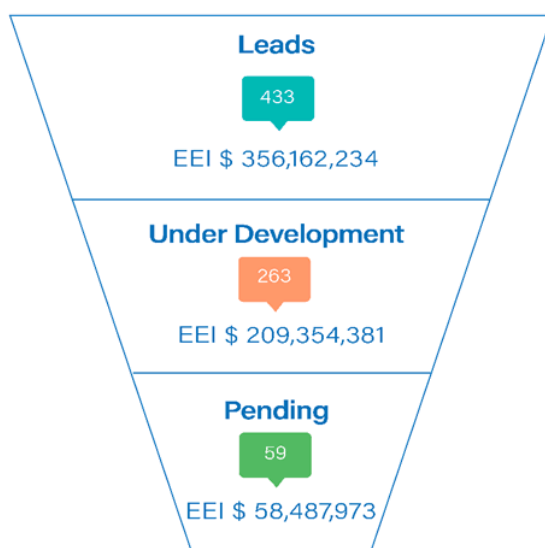 Leads
433
EEI $ 356,162,234
Under Development
263
EEI $ 209,354,381
Pending
59
EEI $ 58,487,973